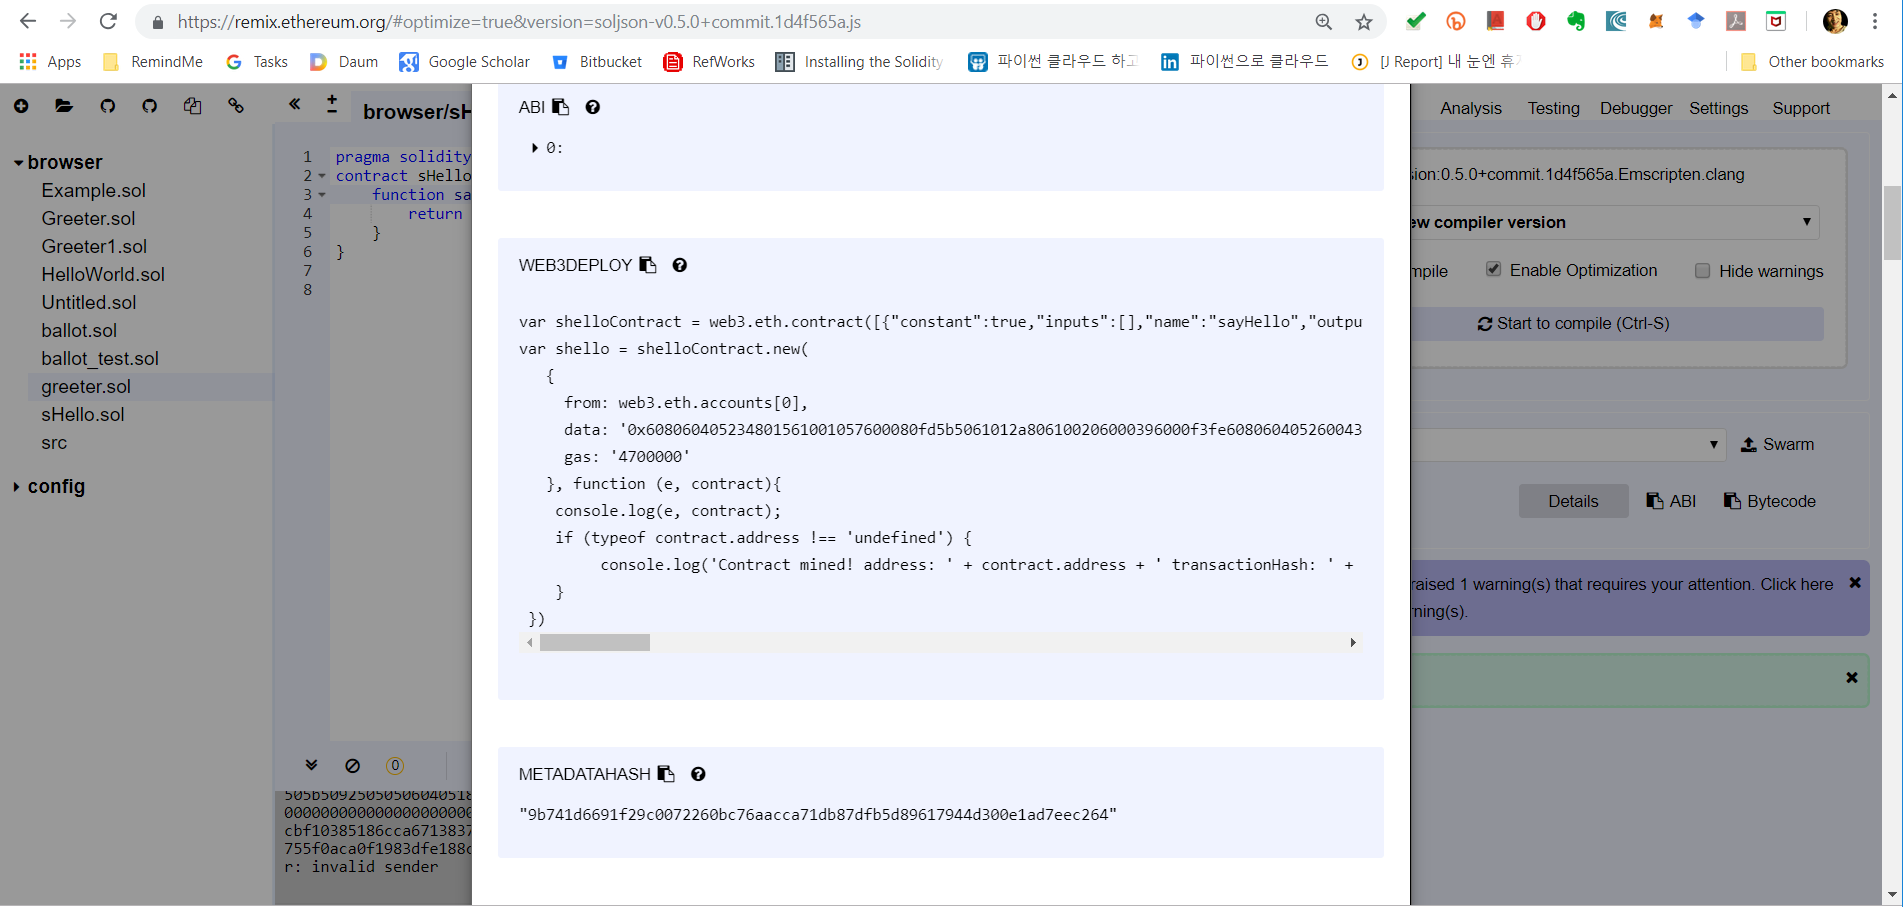 https://remix.ethereum.org/#optimize=true&version=soljson-v0.5.0+commit.1d4f565a.js
Apps
RemindMe
Tasks
Daum
Google Scholar
Bitbucket
RefWorks
Installing the Solidity
파이썬 클라우드 하고
파이썬으로 클라우드
[J Report] 내 눈엔
Other bookmarks
browser/sH
Analysis
Testing
Debugger
Settings
Support
browser
Example.sol
Greeter.sol
Greeter1.sol
HelloWorld.sol
Untitled.sol
ballot.sol
ballot_test.sol
greeter.sol
sHello.sol
src
config
1 pragma solidity
2 contract sHello
3 function sa
4 return
5 }
6 }
7
8
0
505b50925050506040518
000000000000000000000
cbf10385186cca6713837
755f0aca0f1983dfe188c
r: invalid sender
ABI
0:
WEB3DEPLOY
var shelloContract = web3.eth.contract([{"constant":true,"inputs":[],"name":"sayHello","outpu
var shello = shelloContract.new(
{
from: web3.eth.accounts[0],
data: '0x608060405234801561001057600080fd5b5061012a806100206000396000f3fe608060405260043
gas: '4700000'
}, function (e, contract){
console.log(e, contract);
if (typeof contract.address !== 'undefined') {
console.log('Contract mined! address: ' + contract.address + ' transactionHash: ' +
}
})
METADATAHASH
"9b741d6691f29c0072260bc76aacca71db87dfb5d89617944d300e1ad7eec264"
ion:0.5.0+commit.1d4f565a.Emscripten.clang
ew compiler version
mpile
Enable Optimization
Hide warnings
Start to compile (Ctrl-S)
Swarm
Details
ABI
Bytecode
raised 1 warning(s) that requires your attention. Click here
ning(s).